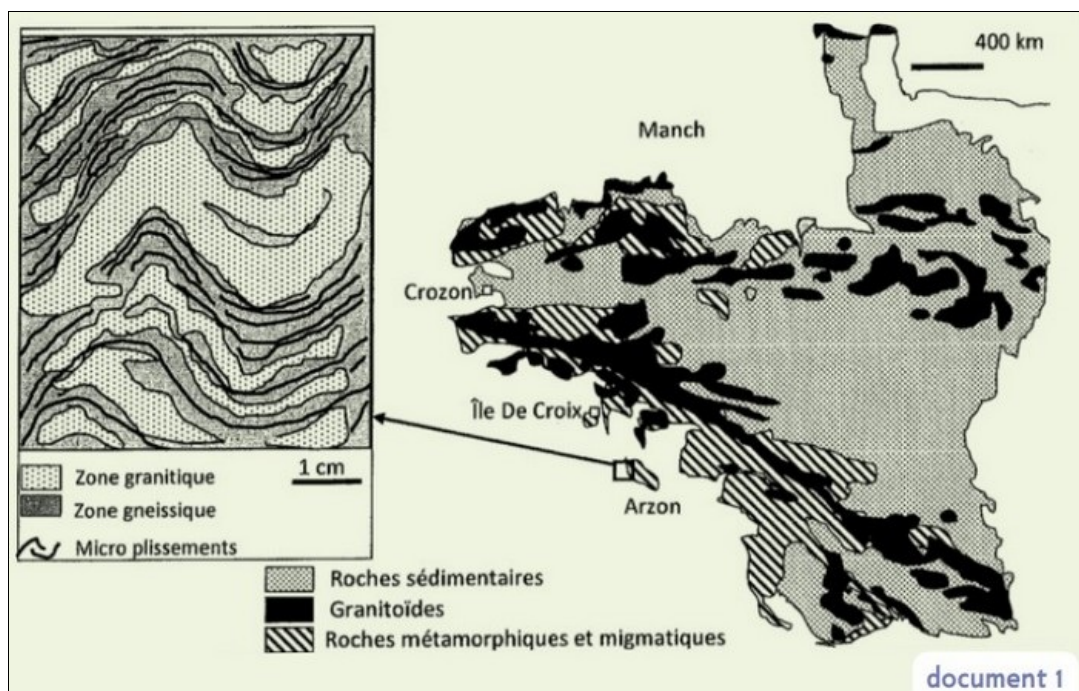 400 km
Manch
Crozon
Île De Croix
Arzon
Zone granitique
1 cm
Zone gneissique
Micro plissements
Roches sédimentaires
Granitoïdes
Roches métamorphiques et migmatiques
document 1